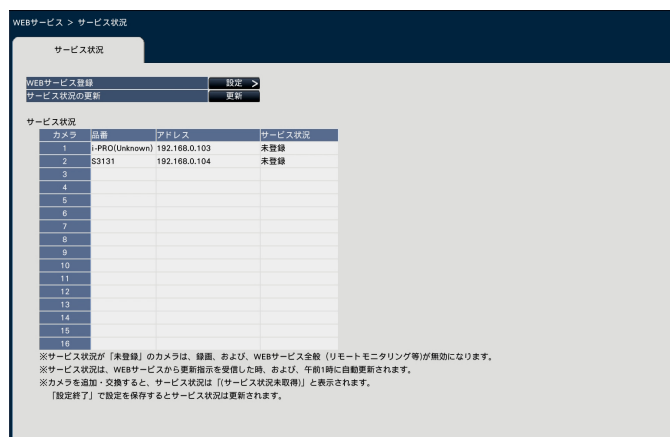 WEBサービス > サービス状況
サービス状況
WEBサービス登録 設定 >
サービス状況の更新 更新
サービス状況
カメラ 品番 アドレス サービス状況
1 i-PRO(Unknown) 192.168.0.103 未登録
2 S3131 192.168.0.104 未登録
3
4
5
6
7
8
9
10
11
12
13
14
15
16
※サービス状況が「未登録」のカメラは、録画、および、WEBサービス全般（リモートモニタリング等)が無効になります。
※サービス状況は、WEBサービスから更新指示を受信した時、および、午前1時に自動更新されます。
※カメラを追加・交換すると、サービス状況は「(サービス状況未取得)」と表示されます。
「設定終了」で設定を保存するとサービス状況は更新されます。